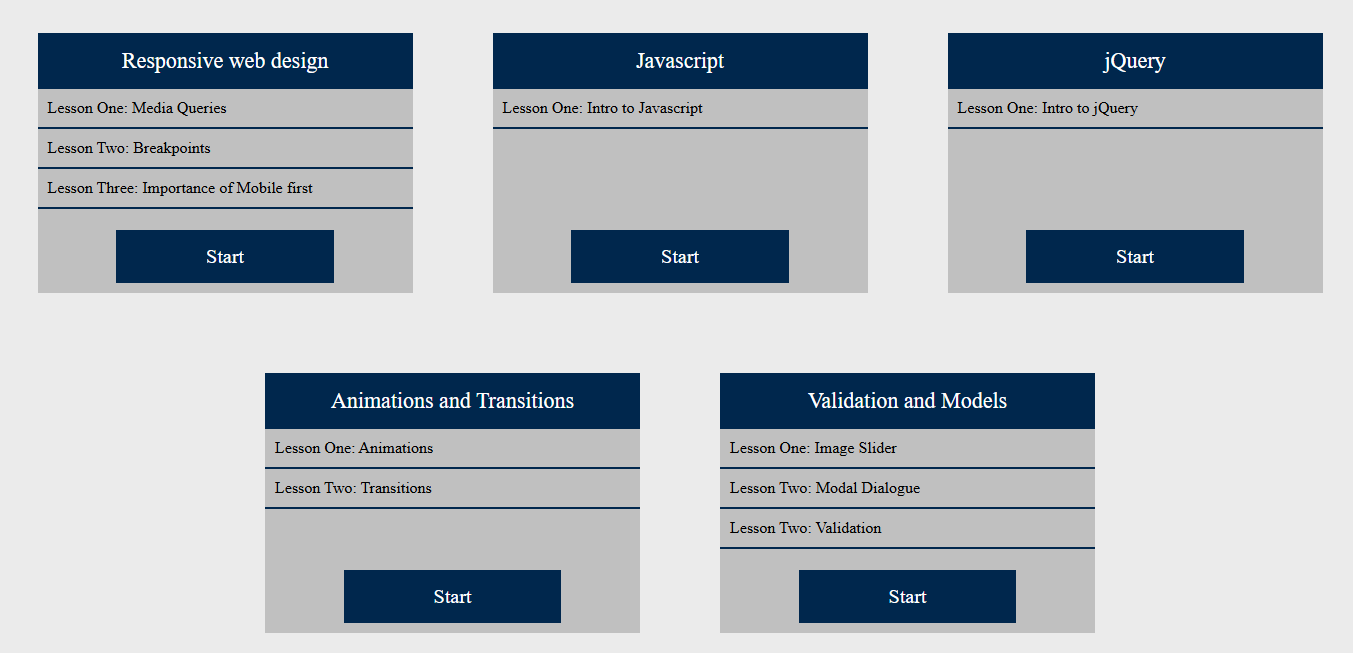 Responsive web design
Lesson One: Media Queries
Lesson Two: Breakpoints
Lesson Three: Importance of Mobile first
Start
Javascript
Lesson One: Intro to Javascript
Start
jQuery
Lesson One: Intro to jQuery
Start
Animations and Transitions
Lesson One: Animations
Lesson Two: Transitions
Start
Validation and Models
Lesson One: Image Slider
Lesson Two: Modal Dialogue
Lesson Two: Validation
Start